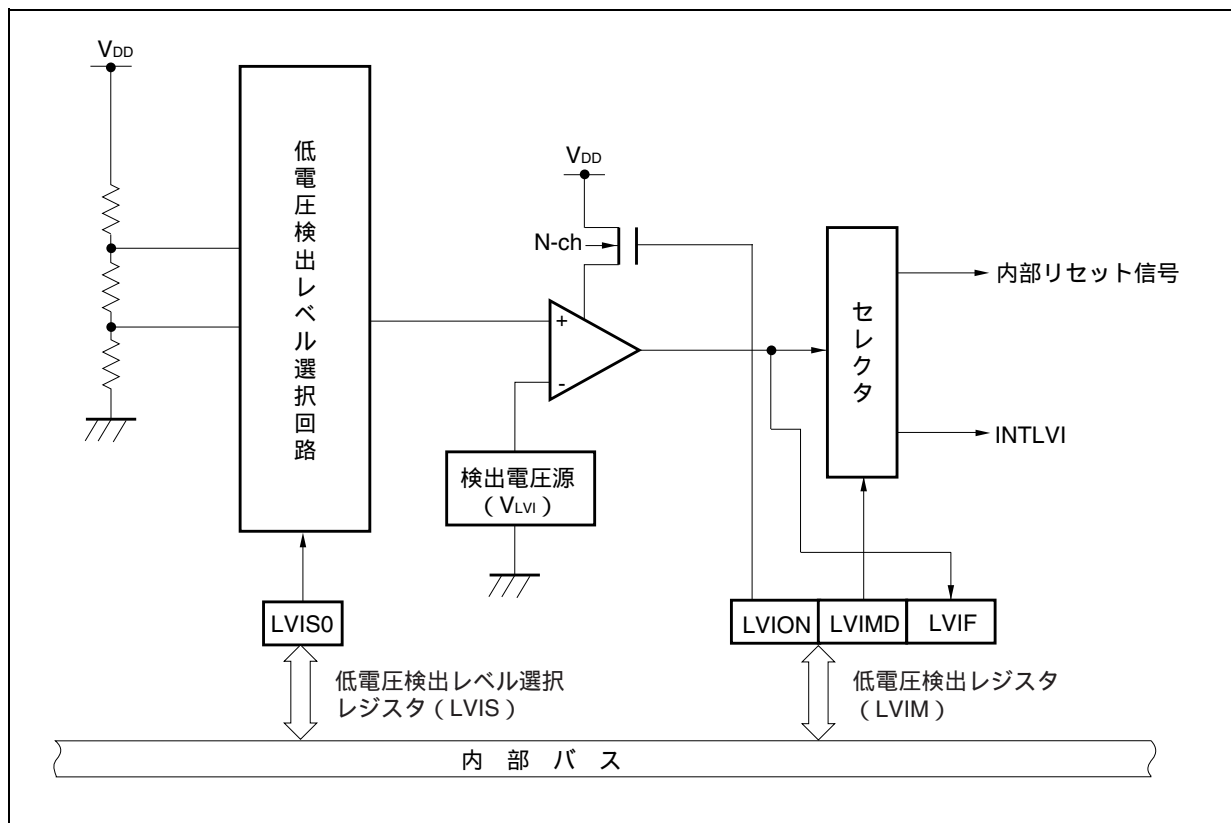 VDD
低電圧検出レベル選択回路
VDD
N-ch
+
-
検出電圧源
（VLVI）
セレクタ
内部リセット信号
INTLVI
LVIS0
LVION
LVIMD
LVIF
低電圧検出レベル選択
レジスタ（LVIS）
低電圧検出レジスタ
（LVIM）
内 部 バ ス